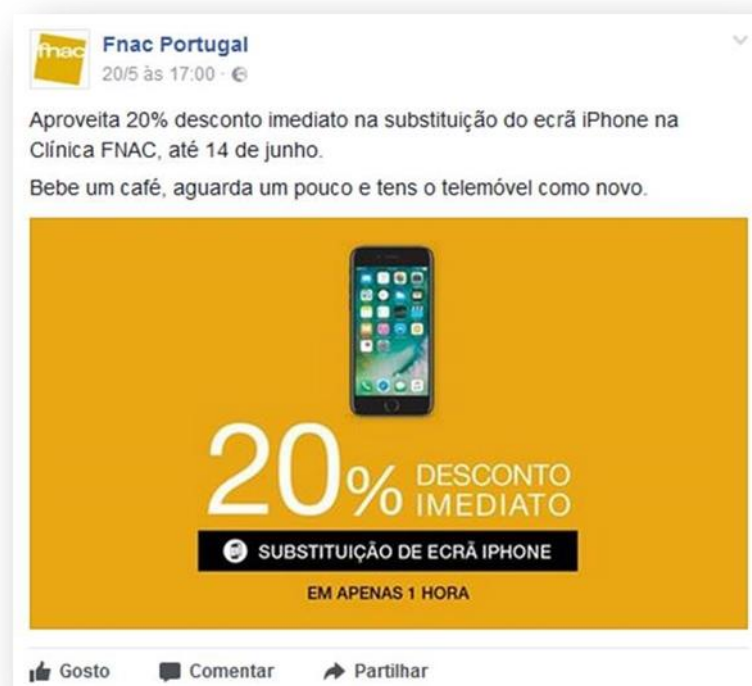 fnac
Fnac Portugal
20/5 às 17:00 ·
Aproveita 20% desconto imediato na substituição do ecrã iPhone na
Clínica FNAC, até 14 de junho.
Bebe um café, aguarda um pouco e tens o telemóvel como novo.
20% DESCONTO
IMEDIATO
SUBSTITUIÇÃO DE ECRÃ IPHONE
EM APENAS 1 HORA
Gosto Comentar Partilhar